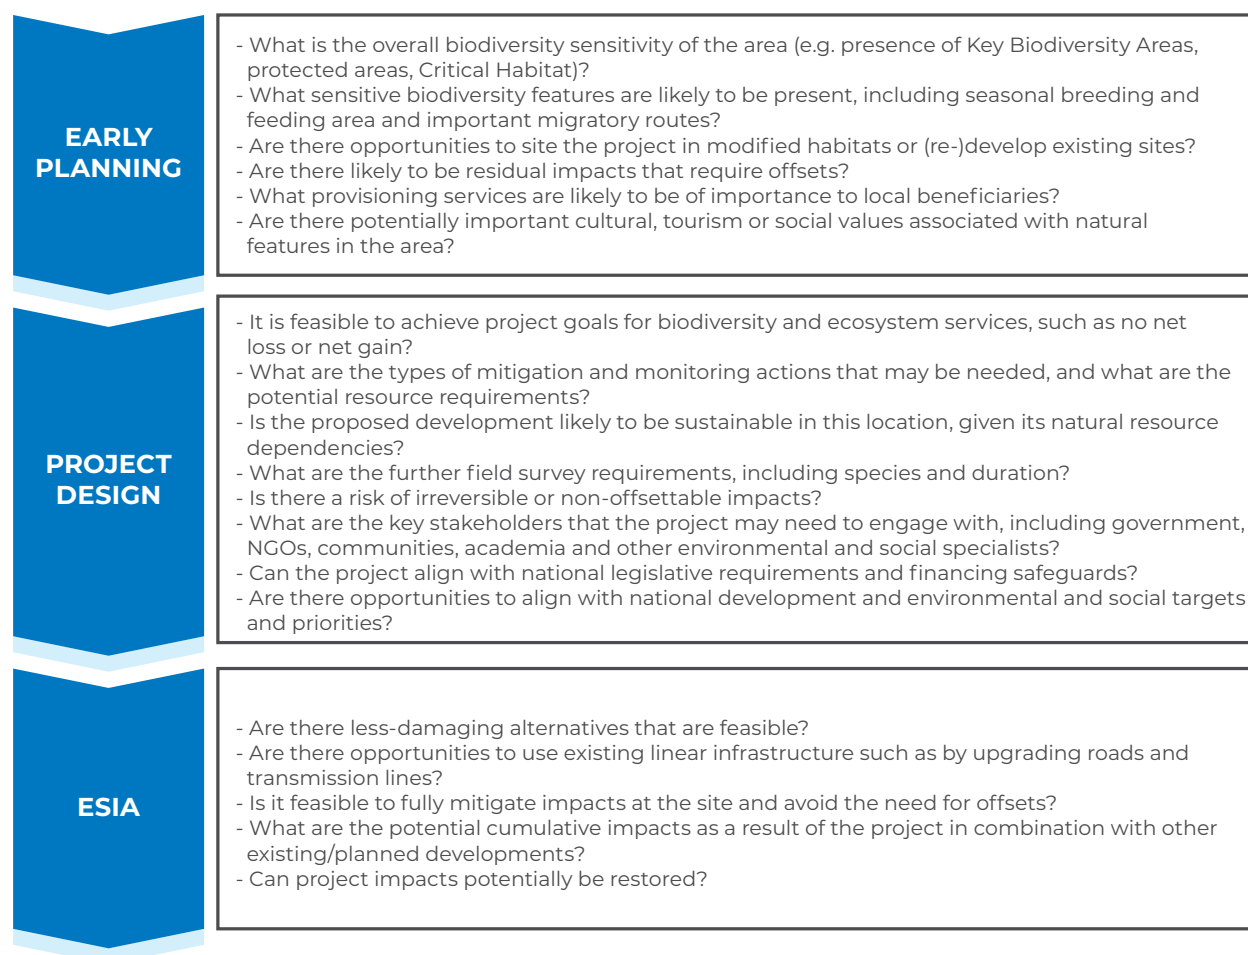 EARLY
PLANNING
- What is the overall biodiversity sensitivity of the area (e.g. presence of Key Biodiversity Areas,
protected areas, Critical Habitat)?
- What sensitive biodiversity features are likely to be present, including seasonal breeding and
feeding area and important migratory routes?
- Are there opportunities to site the project in modified habitats or (re-)develop existing sites?
- Are there likely to be residual impacts that require offsets?
- What provisioning services are likely to be of importance to local beneficiaries?
- Are there potentially important cultural, tourism or social values associated with natural
features in the area?
PROJECT
DESIGN
- It is feasible to achieve project goals for biodiversity and ecosystem services, such as no net
loss or net gain?
- What are the types of mitigation and monitoring actions that may be needed, and what are the
potential resource requirements?
- Is the proposed development likely to be sustainable in this location, given its natural resource
dependencies?
- What are the further field survey requirements, including species and duration?
- Is there a risk of irreversible or non-offsettable impacts?
- What are the key stakeholders that the project may need to engage with, including government,
NGOs, communities, academia and other environmental and social specialists?
- Can the project align with national legislative requirements and financing safeguards?
- Are there opportunities to align with national development and environmental and social targets
and priorities?
ESIA
- Are there less-damaging alternatives that are feasible?
- Are there opportunities to use existing linear infrastructure such as by upgrading roads and
transmission lines?
- Is it feasible to fully mitigate impacts at the site and avoid the need for offsets?
- What are the potential cumulative impacts as a result of the project in combination with other
existing/planned developments?
- Can project impacts potentially be restored?